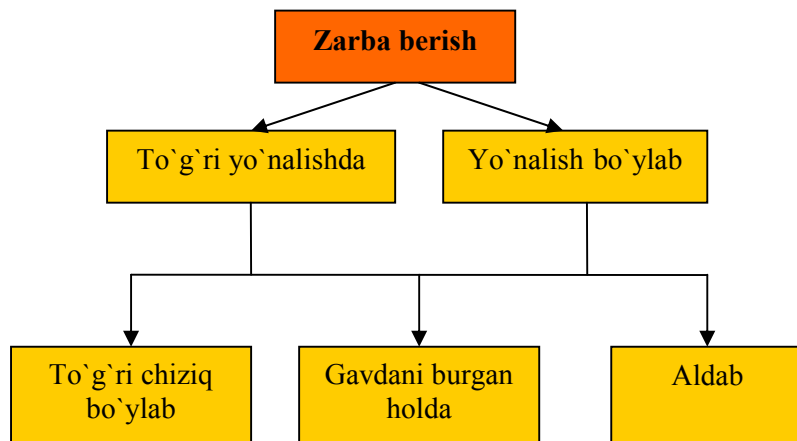 Zarba berish
To`g`ri yo`nalishda
Yo`nalish bo`ylab
To`g`ri chiziq
bo`ylab
Gavdani burgan
holda
Aldab